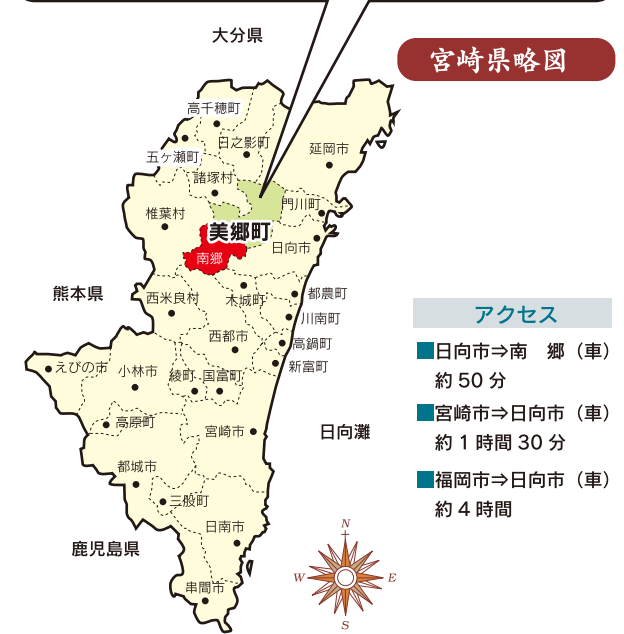 大分県
宮崎県略図
高千穂町
日之影町
延岡市
五ヶ瀬町
諸塚村
門川町
椎葉村
美郷町
日向市
南郷
熊本県
西米良村
木城町
都農町
川南町
西都市
高鍋町
新富町
えびの市
小林市
綾町
国富町
高原町
宮崎市
日向灘
都城市
三股町
日南市
鹿児島県
串間市
アクセス
■日向市⇒南　郷（車）
約 50 分
■宮崎市⇒日向市（車）
約 1 時間 30 分
■福岡市⇒日向市（車）
約 4 時間
N
W
E
S